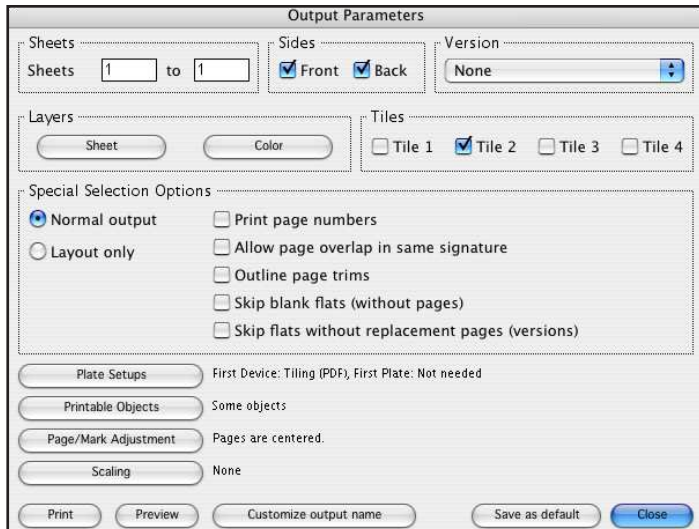 Output Parameters
Sheets
Sheets 1 to 1
Sides
Front Back
Version
None
Layers
Sheet Color
Tiles
Tile 1 Tile 2 Tile 3 Tile 4
Special Selection Options
Normal output
Layout only
Print page numbers
Allow page overlap in same signature
Outline page trims
Skip blank flats (without pages)
Skip flats without replacement pages (versions)
Plate Setups First Device: Tiling (PDF), First Plate: Not needed
Printable Objects Some objects
Page/Mark Adjustment Pages are centered.
Scaling None
Print Preview Customize output name Save as default Close